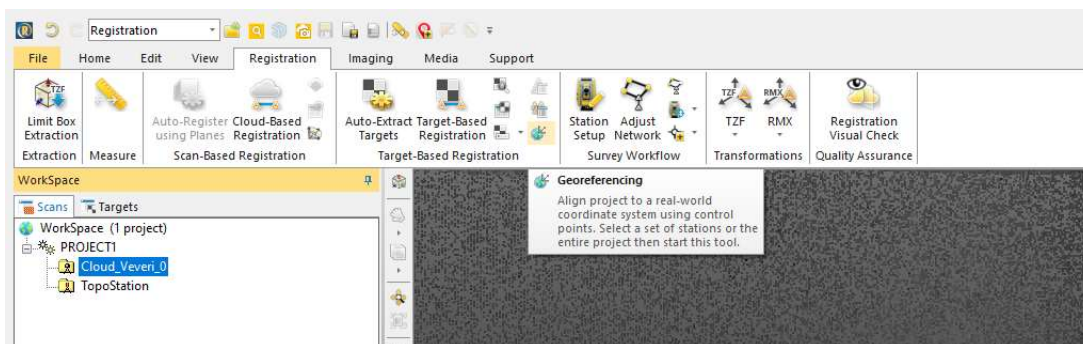 Registration
File Home Edit View Registration Imaging Media Support
TZF
TZF
RMX
Limit Box
Extraction
Auto-Register
using Planes
Cloud-Based
Registration
Auto-Extract
Targets
Target-Based
Registration
Station
Setup
Adjust
Network
TZF
RMX
Registration
Visual Check
Extraction
Measure
Scan-Based Registration
Target-Based Registration
Survey Workflow
Transformations
Quality Assurance
WorkSpace
Scans
Targets
WorkSpace (1 project)
PROJECT1
Cloud_Veveri_0
TopoStation
Georeferencing
Align project to a real-world
coordinate system using control
points. Select a set of stations or the
entire project then start this tool.